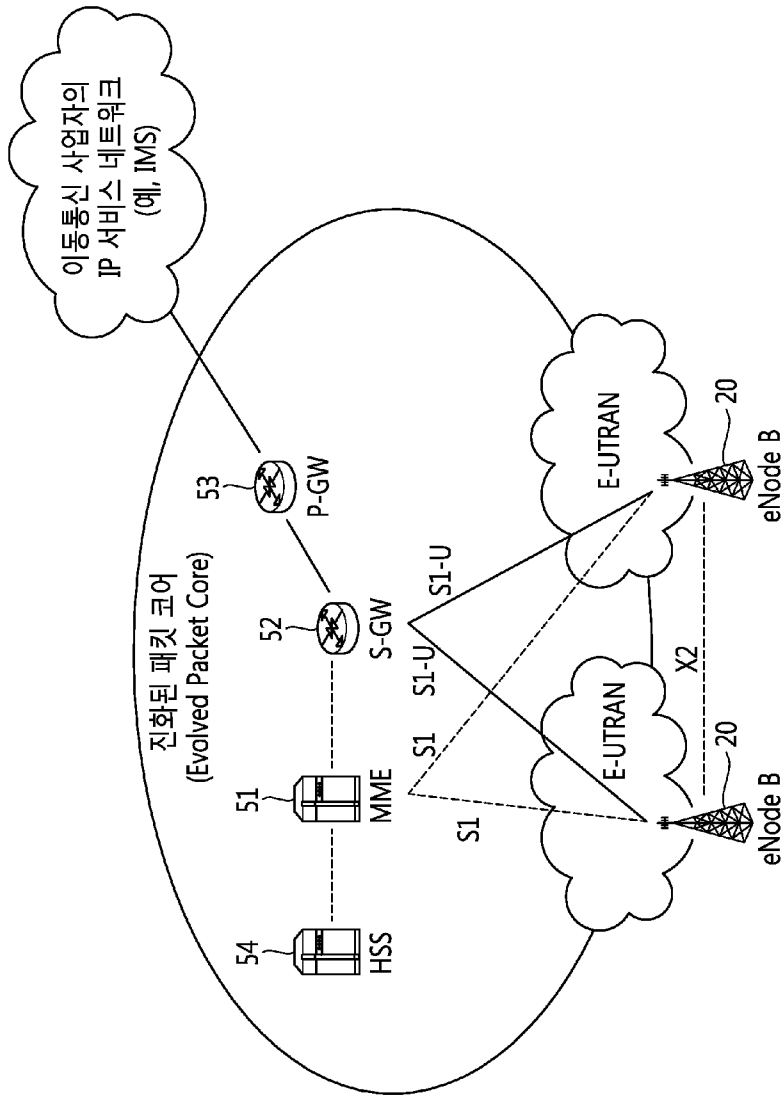 이동통신 사업자의
IP 서비스 네트워크
(예, IMS)
진화된 패킷 코어
(Evolved Packet Core)
54
HSS
51
MME
52
S-GW
53
P-GW
S1
S1
S1-U
S1-U
E-UTRAN
E-UTRAN
X2
20
eNode B
20
eNode B